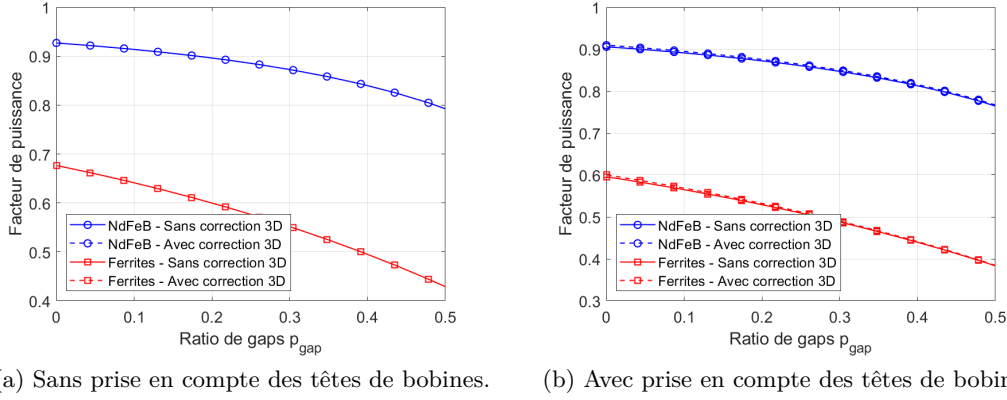 1
0.9
0.8
0.7
0.6
0.5
0.4
Facteur de puissance
NdFeB - Sans correction 3D
NdFeB - Avec correction 3D
Ferrites - Sans correction 3D
Ferrites - Avec correction 3D
0 0.1 0.2 0.3 0.4 0.5
Ratio de gaps p_gap
(a) Sans prise en compte des têtes de bobines.
1
0.9
0.8
0.7
0.6
0.5
0.4
0.3
Facteur de puissance
NdFeB - Sans correction 3D
NdFeB - Avec correction 3D
Ferrites - Sans correction 3D
Ferrites - Avec correction 3D
0 0.1 0.2 0.3 0.4 0.5
Ratio de gaps p_gap
(b) Avec prise en compte des têtes de